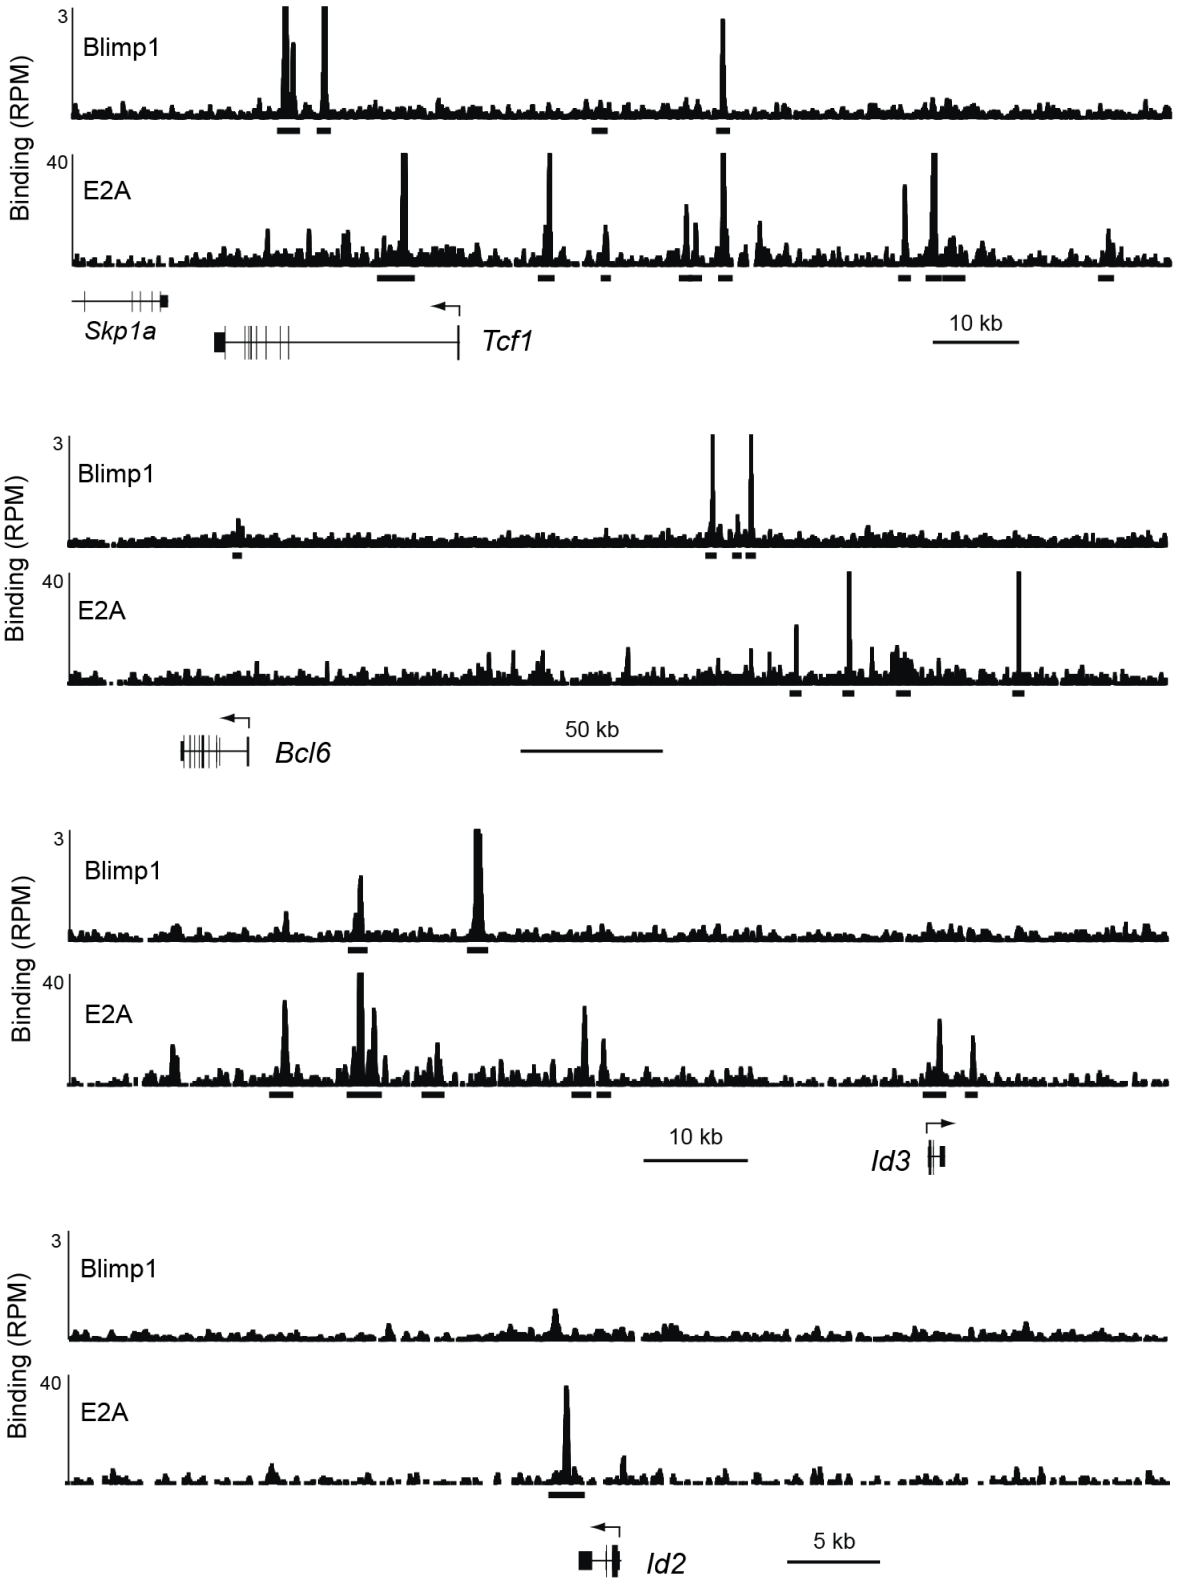 3
Blimp1
Binding (RPM)
40
E2A
Skp1a
Tcf1
10 kb
3
Blimp1
Binding (RPM)
40
E2A
Bcl6
50 kb
3
Blimp1
Binding (RPM)
40
E2A
10 kb
Id3
3
Blimp1
Binding (RPM)
40
E2A
Id2
5 kb